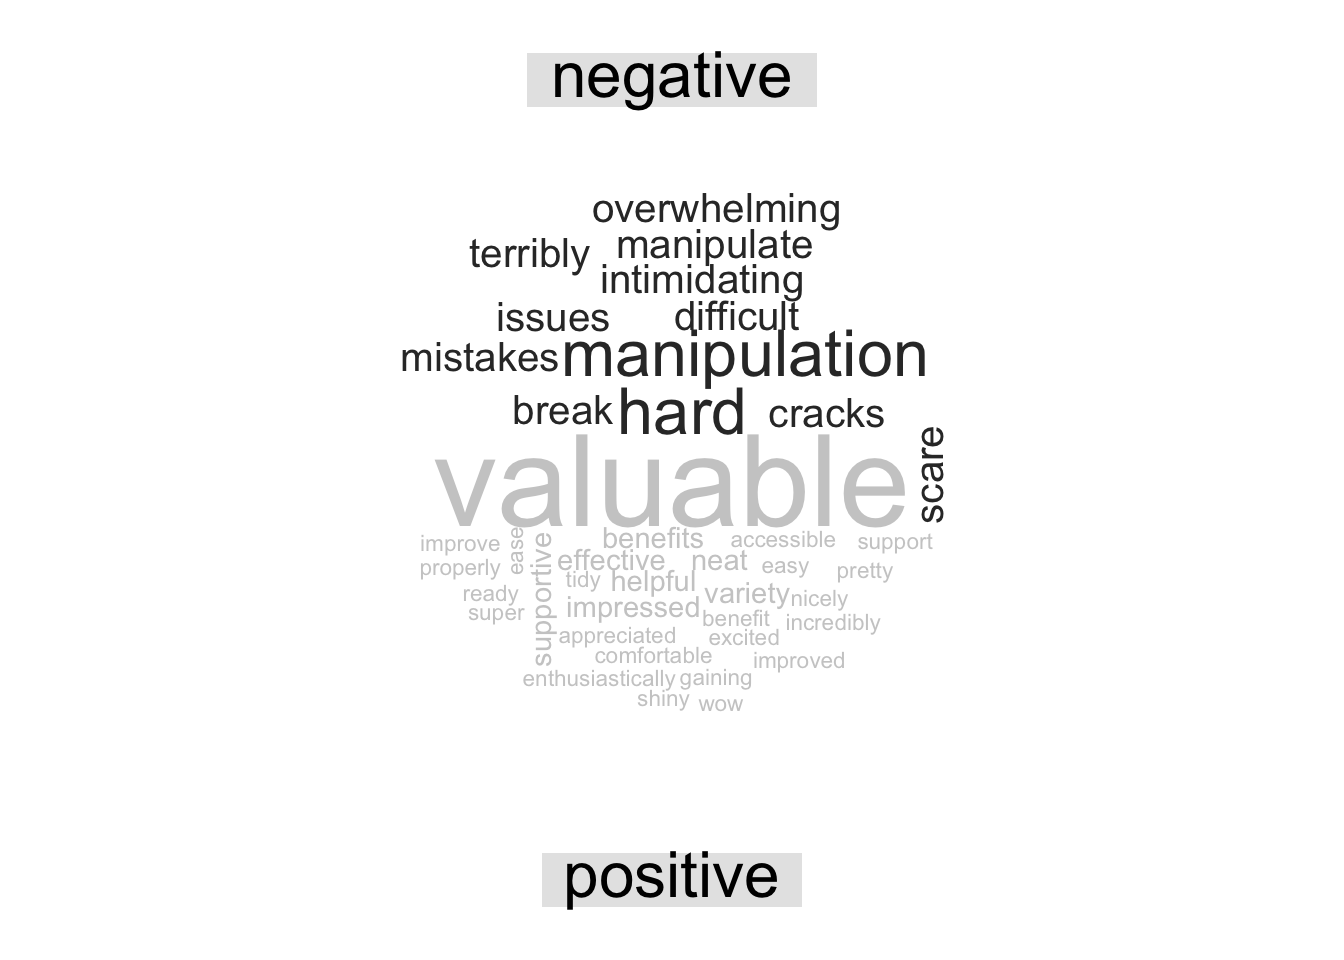 negative
overwhelming
terribly manipulate
intimidating
issues difficult
mistakes manipulation
break hard cracks
scare
valuable
improve ease supportive benefits accessible support
properly effective neat easy pretty
tidy helpful
ready variety nicely
super impressed benefit incredibly
appreciated excited
comfortable improved
enthusiastically gaining
shiny wow
positive